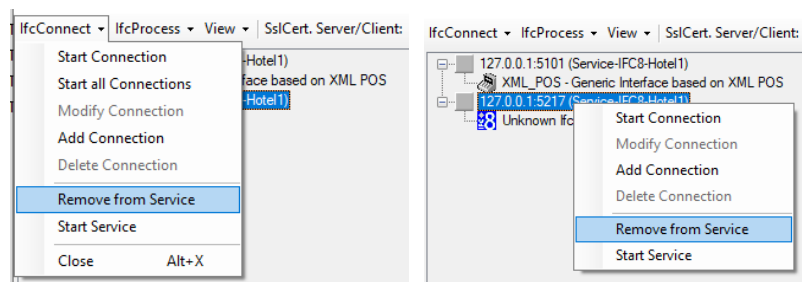 IfcConnect IfcProcess View SslCert. Server/Client:
Start Connection
Start all Connections
Modify Connection
Add Connection
Delete Connection
Remove from Service
Start Service
Close Alt+X
-Hotel1)
face based on XML POS
-Hotel1)
IfcConnect IfcProcess View SslCert. Server/Client:
127.0.0.1:5101 (Service-IFC8-Hotel1)
XML_POS - Generic Interface based on XML POS
127.0.0.1:5217 (Service-IFC8-Hotel1)
8 Unknown Ifc
Start Connection
Modify Connection
Add Connection
Delete Connection
Remove from Service
Start Service